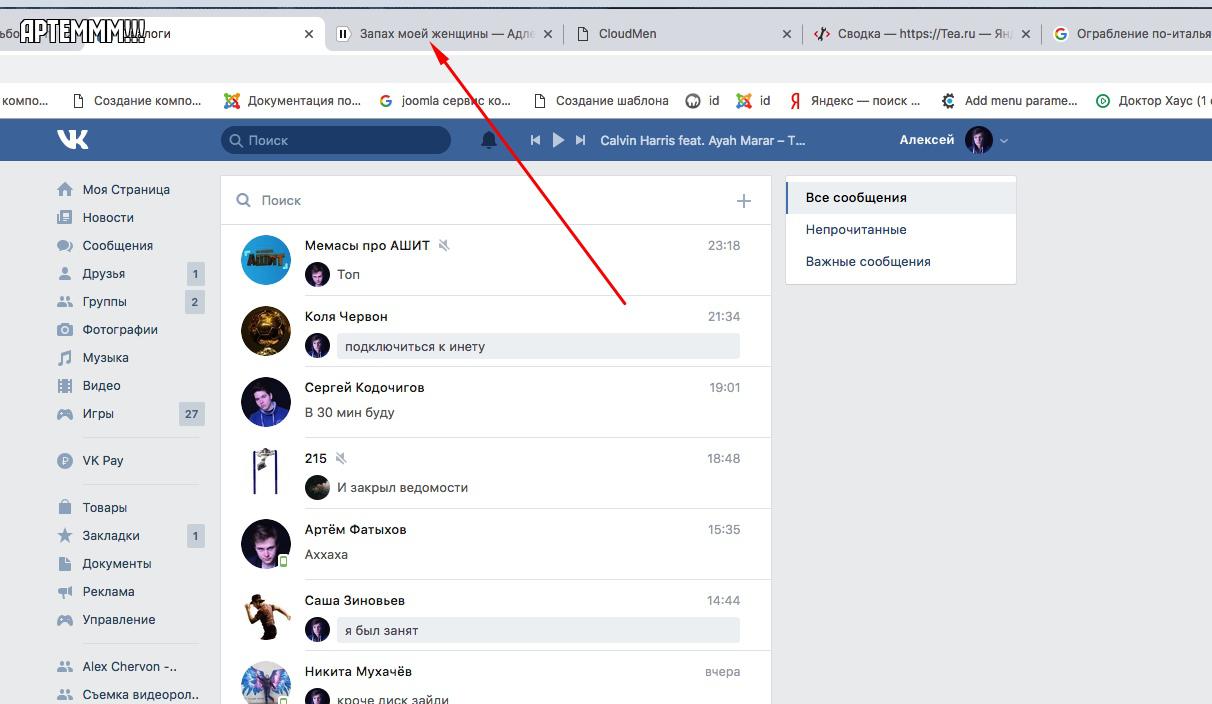 ьбо
АРТЕМММ!!!
логи
Запах моей женщины — Адле
CloudMen
Сводка — https://Tea.ru — Ян
Ограбление по-италья
компо...
Создание компо...
Документация по...
joomla сервис ко...
Создание шаблона
id
id
Яндекс — поиск ...
Add menu parame...
Доктор Хаус (1 с
Поиск
Calvin Harris feat. Ayah Marar – T...
Алексей
Моя Страница
Новости
Сообщения
Друзья
1
Группы
2
Фотографии
Музыка
Видео
Игры
27
VK Pay
Товары
Закладки
1
Документы
Реклама
Управление
Alex Chervon -..
Съемка видеорол..
Поиск
Мемасы про АШИТ
23:18
Топ
Коля Червон
21:34
подключиться к инету
Сергей Кодочигов
19:01
В 30 мин буду
215
18:48
И закрыл ведомости
Артём Фатыхов
15:35
Аххаха
Саша Зиновьев
14:44
я был занят
Никита Мухачёв
вчера
кроче диск зайди
Все сообщения
Непрочитанные
Важные сообщения